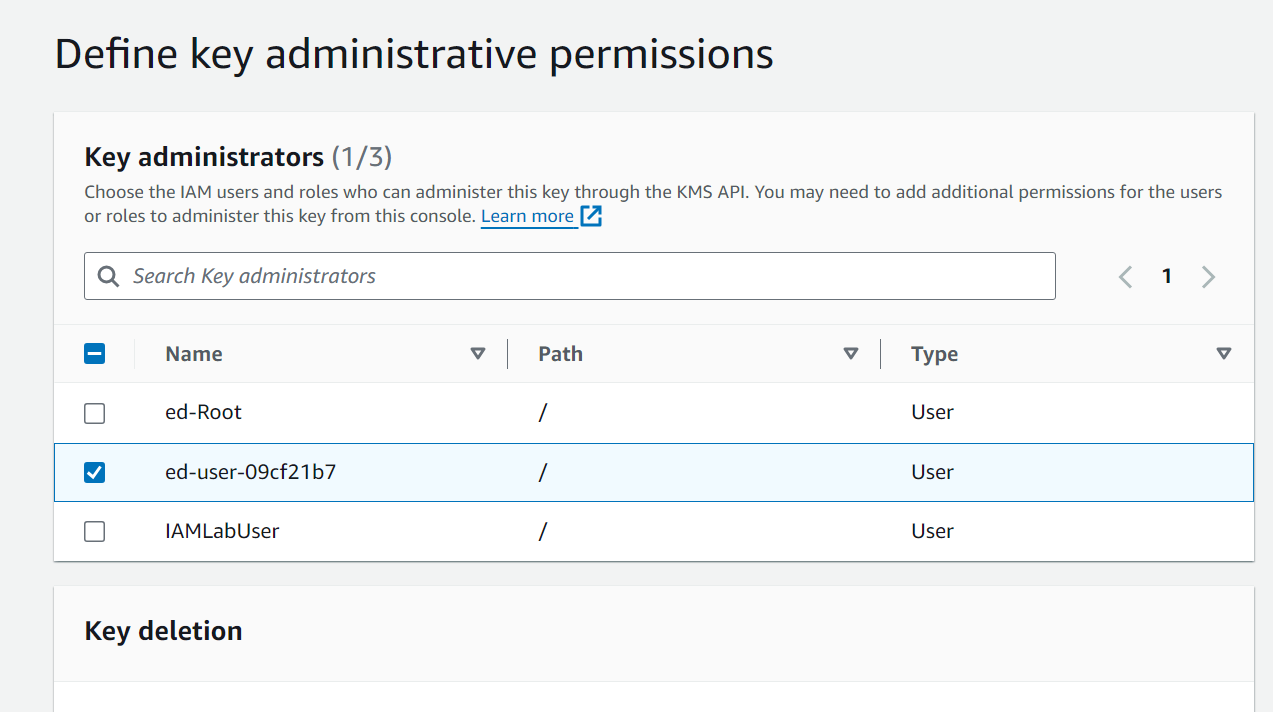 Define key administrative permissions
Key administrators (1/3)
Choose the IAM users and roles who can administer this key through the KMS API. You may need to add additional permissions for the users
or roles to administer this key from this console. Learn more
Search Key administrators
1
Name Path Type
ed-Root / User
ed-user-09cf21b7 / User
IAMLabUser / User
Key deletion